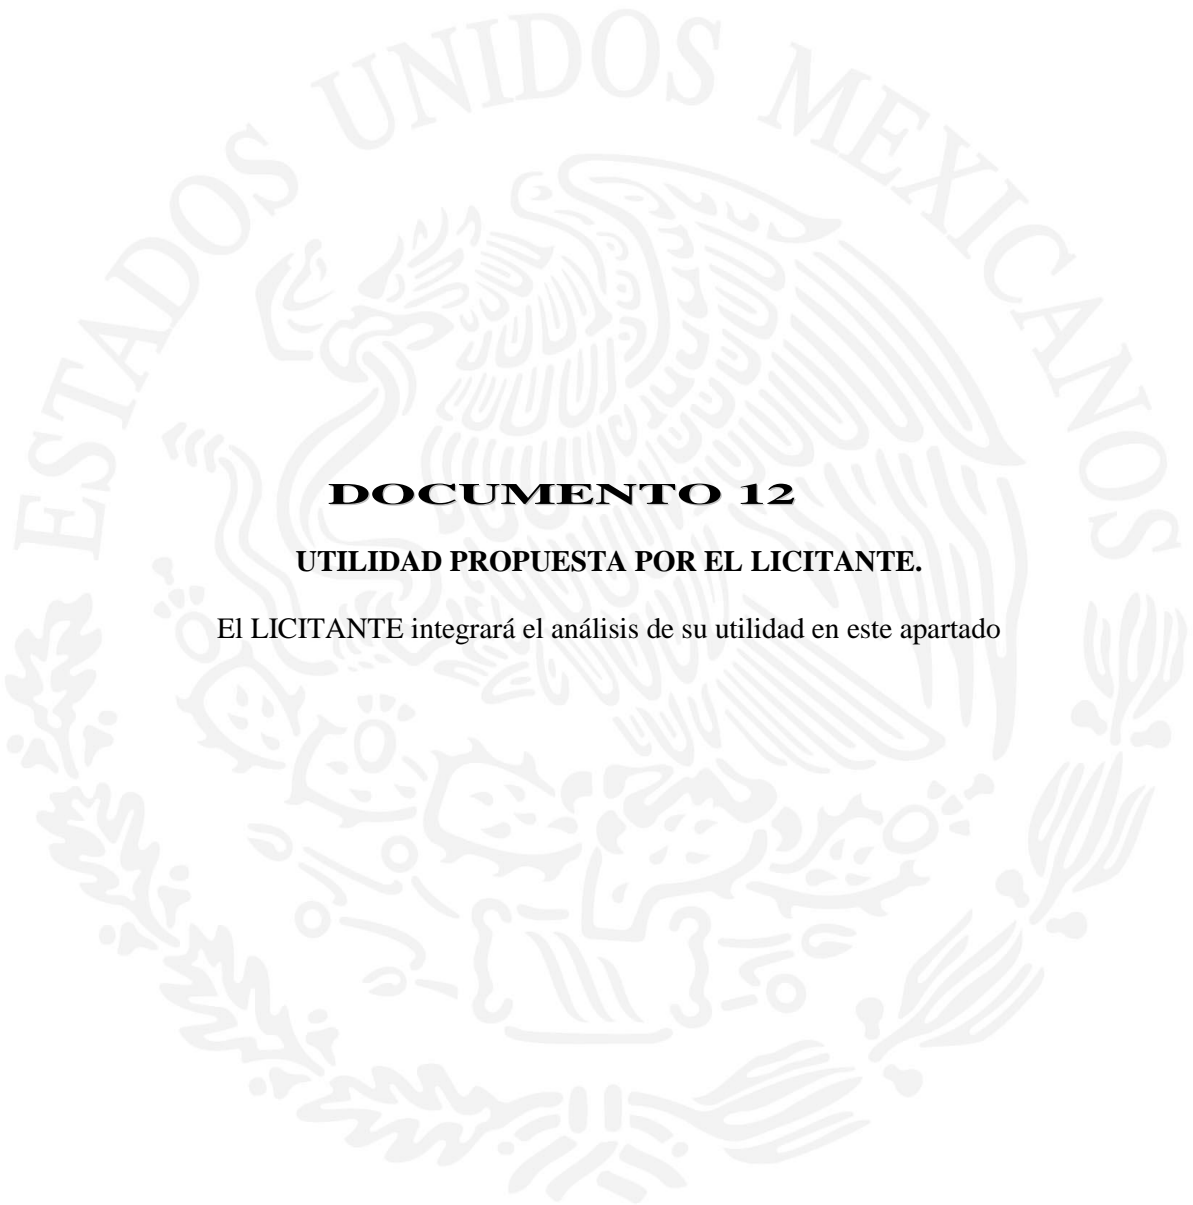 ESTADOS UNIDOS MEXICANOS
DOCUMENTO 12
UTILIDAD PROPUESTA POR EL LICITANTE.
El LICITANTE integrará el análisis de su utilidad en este apartado